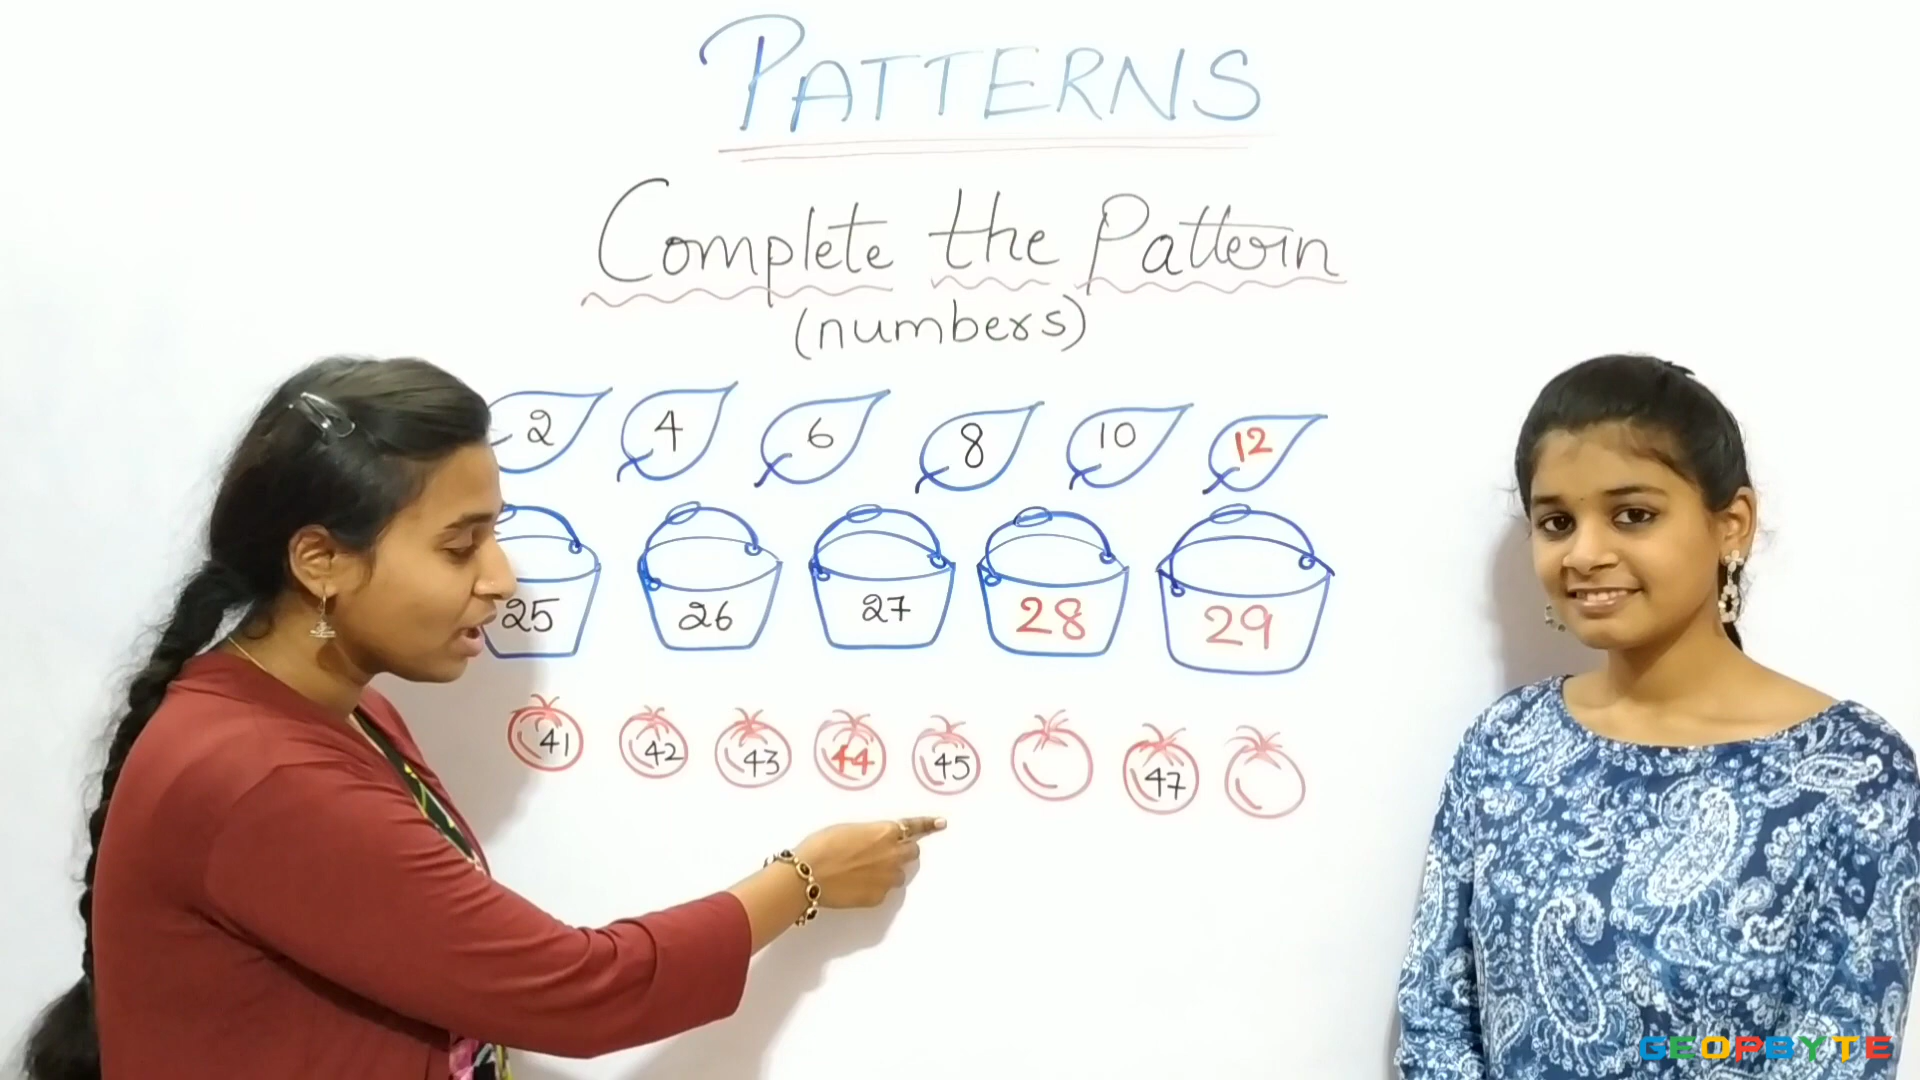 PATTERNS
Complete the Pattern
(numbers)
2 4 6 8 10 12
25 26 27 28 29
41 42 43 44 45 47
GEOPBYTE